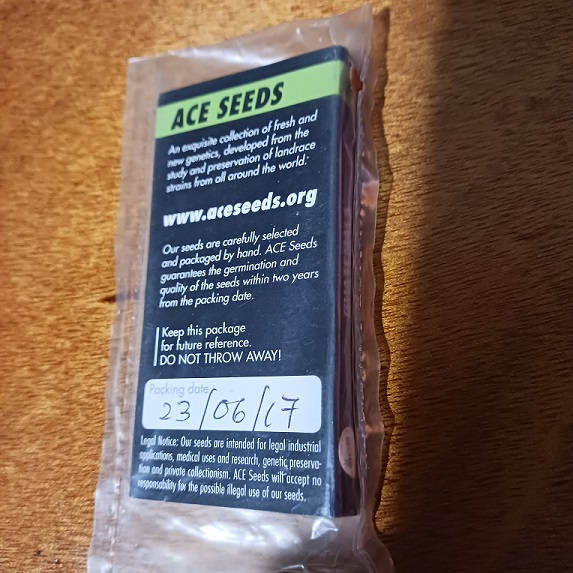 ACE SEEDS
An exquisite collection of fresh and
new genetics, developed from the
study and preservation of landrace
strains from all around the world.
www.aceseeds.org
Our seeds are carefully selected
and packaged by hand. ACE Seeds
guarantees the germination and
quality of the seeds within two years
from the packing date.
Keep this package
for future reference.
DO NOT THROW AWAY!
Packing date
23/06/17
Legal Notice: Our seeds are intended for legal industrial
applications, medical uses and research, genetic preserva-
tion and private collectionism. ACE Seeds will accept no
responsibility for the possible illegal use of our seeds.